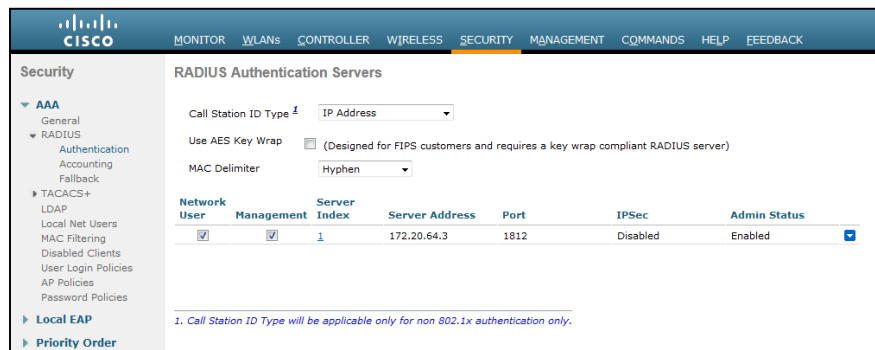 CISCO
MONITOR WLANs CONTROLLER WIRELESS SECURITY MANAGEMENT COMMANDS HELP FEEDBACK
Security
AAA
General
RADIUS
Authentication
Accounting
Fallback
TACACS+
LDAP
Local Net Users
MAC Filtering
Disabled Clients
User Login Policies
AP Policies
Password Policies
Local EAP
Priority Order
RADIUS Authentication Servers
Call Station ID Type 1 IP Address
Use AES Key Wrap (Designed for FIPS customers and requires a key wrap compliant RADIUS server)
MAC Delimiter Hyphen
Network User Management Server Index Server Address Port IPSec Admin Status
1 172.20.64.3 1812 Disabled Enabled
1. Call Station ID Type will be applicable only for non 802.1x authentication only.